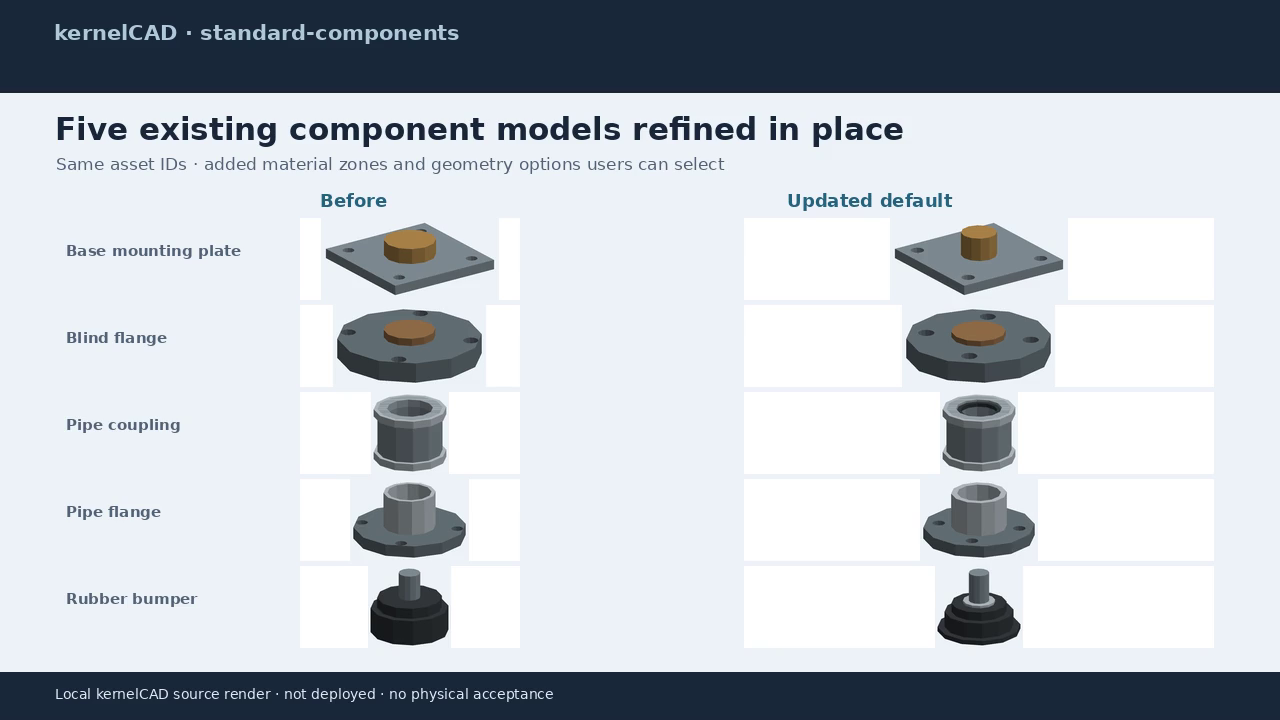 kernelCAD · standard-components
Five existing component models refined in place
Same asset IDs · added material zones and geometry options users can select
Before
Updated default
Base mounting plate
Blind flange
Pipe coupling
Pipe flange
Rubber bumper
Local kernelCAD source render · not deployed · no physical acceptance